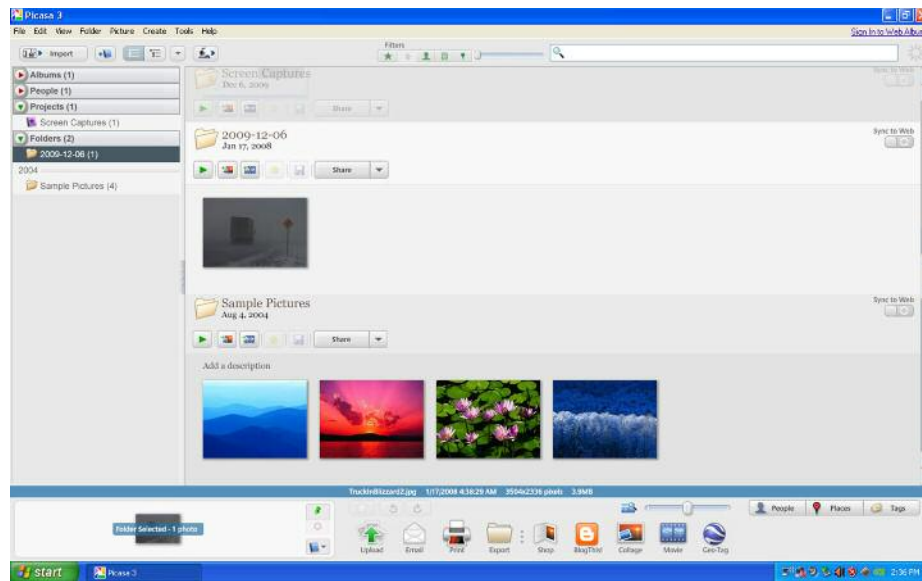 Picasa 3
File Edit View Folder Picture Create Tools Help
Sign In to Web Albu
Import
Filters
Albums (1)
People (1)
Projects (1)
Screen Captures (1)
Folders (2)
2009-12-06 (1)
2004
Sample Pictures (4)
Screen Captures
Dec 6, 2009
Sync to Web
Share
2009-12-06
Jan 17, 2008
Sync to Web
Share
Sample Pictures
Aug 4, 2004
Sync to Web
Share
Add a description
TruckInBlizzard2.jpg 1/17/2008 4:38:29 AM 3504x2336 pixels 3.9MB
Folder Selected - 1 photo
People Places Tags
Upload Email Print Export Shop BlogThis! Collage Movie Geo-Tag
start Picasa 3 2:36 PM